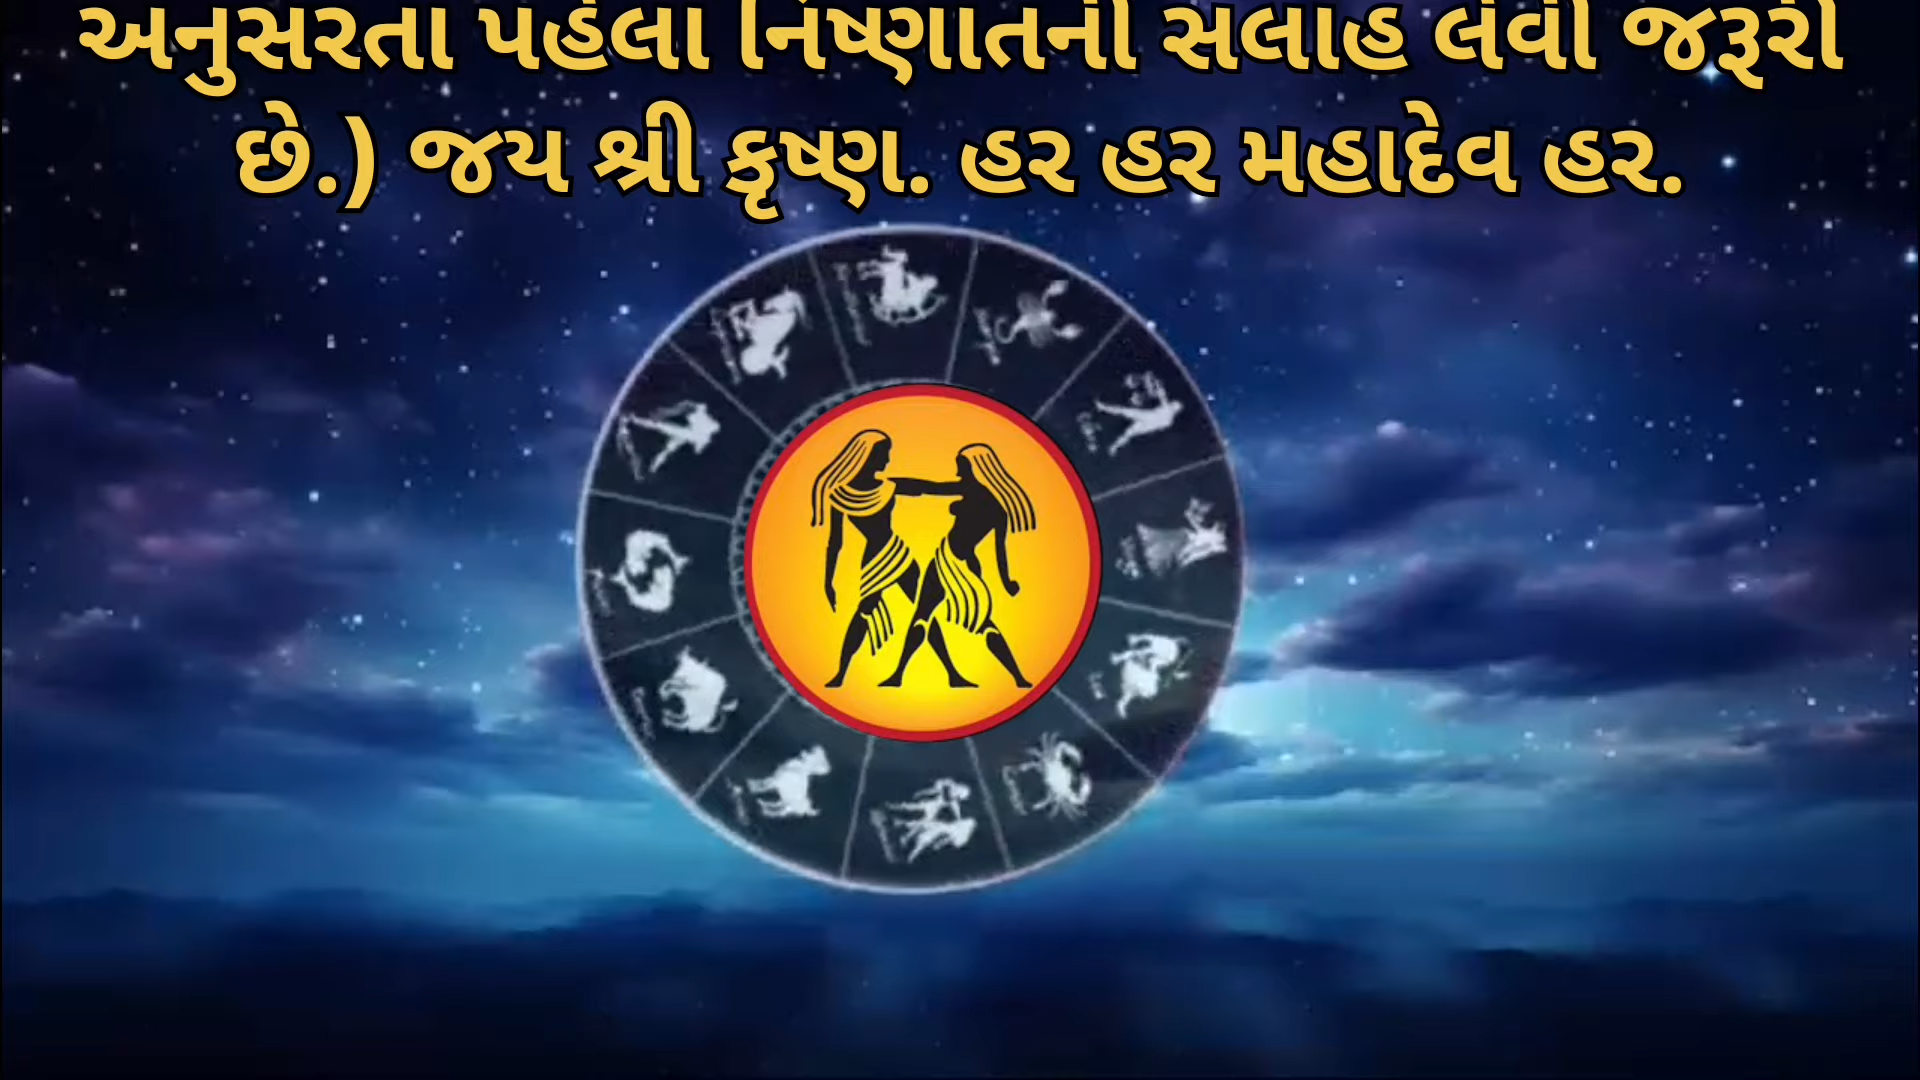 અનુસરતા પહેલા નિષ્ણાતની સલાહ લેવી જરૂરી
છે.) જય શ્રી કૃષ્ણ. હર હર મહાદેવ હર.